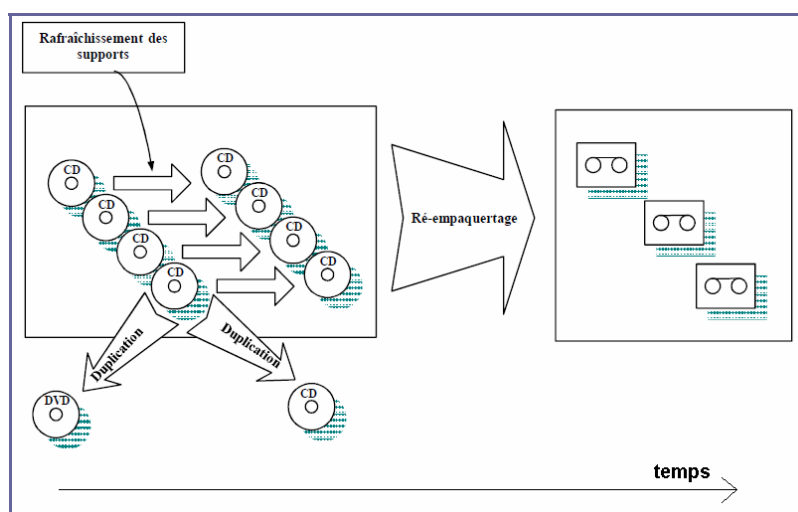 Rafraîchissement des
supports
CD
CD
CD
CD
CD
CD
CD
CD
Ré-empaquertage
Duplication
Duplication
DVD
CD
temps